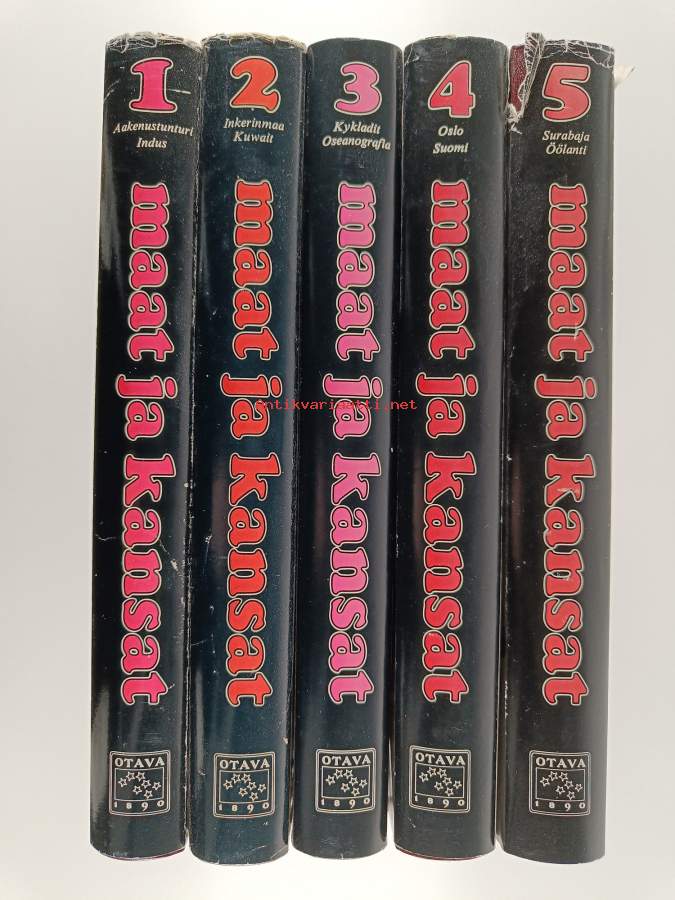 1
Aakenustunturi
Indus
maat ja kansat
OTAVA
1890
2
Inkerinmaa
Kuwait
maat ja kansat
OTAVA
1890
3
Kykladit
Oseanografia
maat ja kansat
OTAVA
1890
4
Oslo
Suomi
maat ja kansat
OTAVA
1890
5
Surabaja
Öölanti
maat ja kansat
OTAVA
1890
antikvariaatti.net